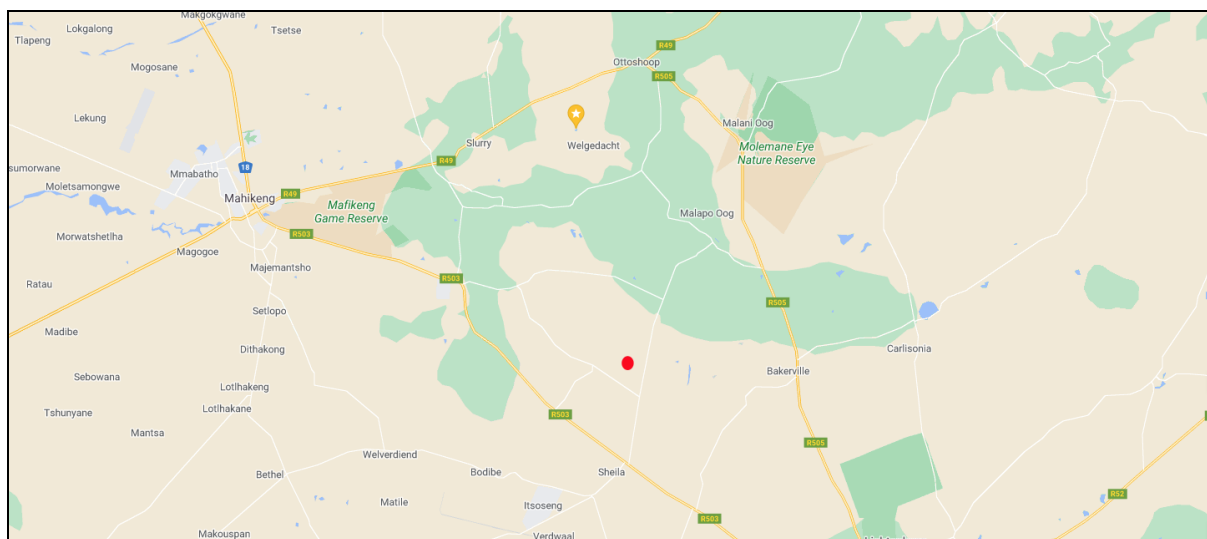 Makgokgwane
Lokgalong
Tsetse
Tlapeng
R49
Mogosane
Ottoshoop
R505
Lekung
Malani Oog
Slurry
Welgedacht
Molemane Eye
Nature Reserve
R49
sumorwane
18
Mmabatho
Moletsamongwe
R49
Mahikeng
Mafikeng
Game Reserve
Malapo Oog
R503
Morwatshetlha
Magogoe
Majemantsho
R503
Ratau
R505
Setlopo
Madibe
Dithakong
Carlisonia
Sebowana
Bakerville
Lotlhakeng
Tshunyane
Lotlhakane
R503
Mantsa
R505
Welverdiend
Bethel
Bodibe
Sheila
R52
Matile
Itsoseng
R503
Makouspan
Verdwaal